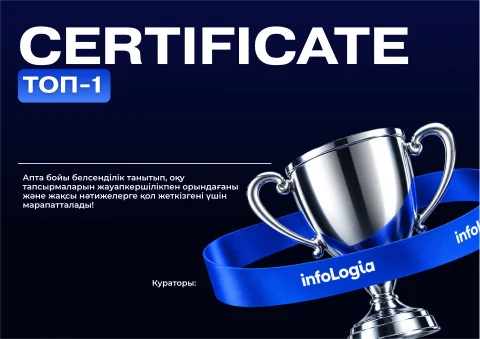 CERTIFICATE
ТОП-1
Апта бойы белсенділік танытып, оқу
тапсырмаларын жауапкершілікпен орындағаны
және жақсы нәтижелерге қол жеткізгені үшін
марапатталады!
infoLogia
info
Кураторы: